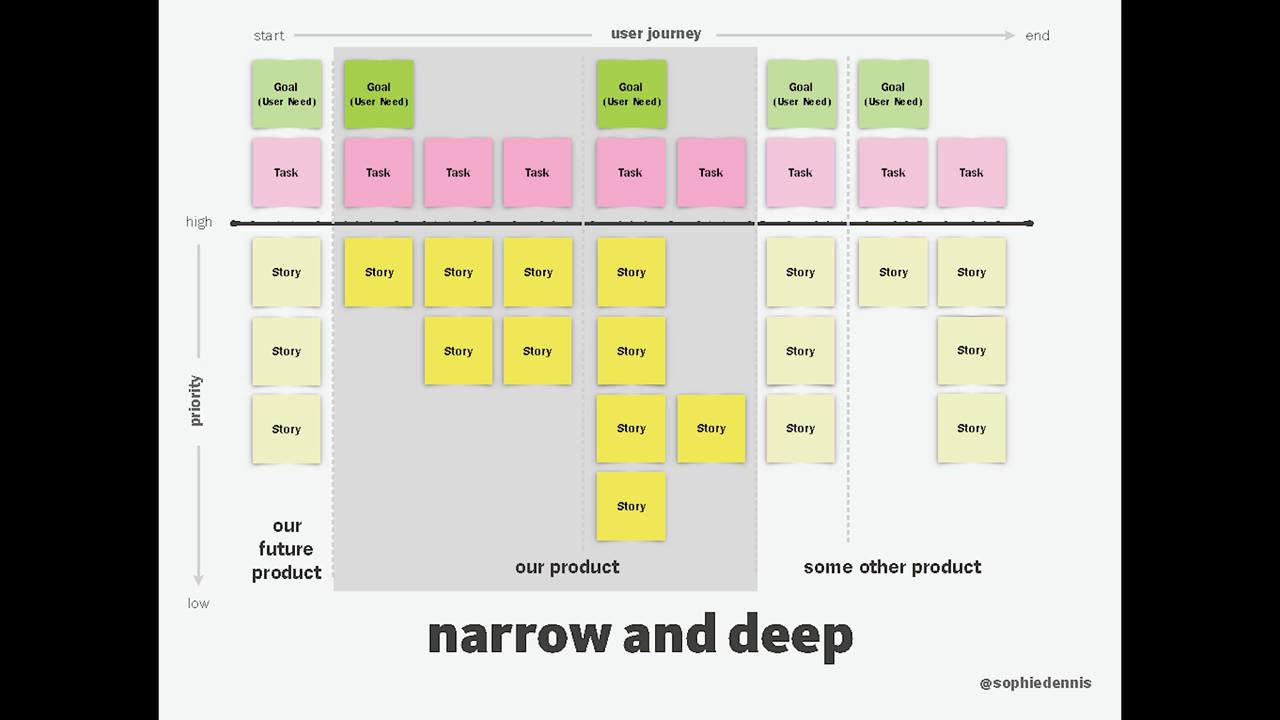 start
user journey
end
Goal
(User Need)
Goal
(User Need)
Goal
(User Need)
Goal
(User Need)
Goal
(User Need)
Task
Task
Task
Task
Task
Task
Task
Task
Task
high
Story
Story
Story
Story
Story
Story
Story
Story
Story
Story
Story
Story
Story
Story
priority
Story
Story
Story
Story
Story
Story
our
future
product
our product
some other product
low
narrow and deep
@sophiedennis